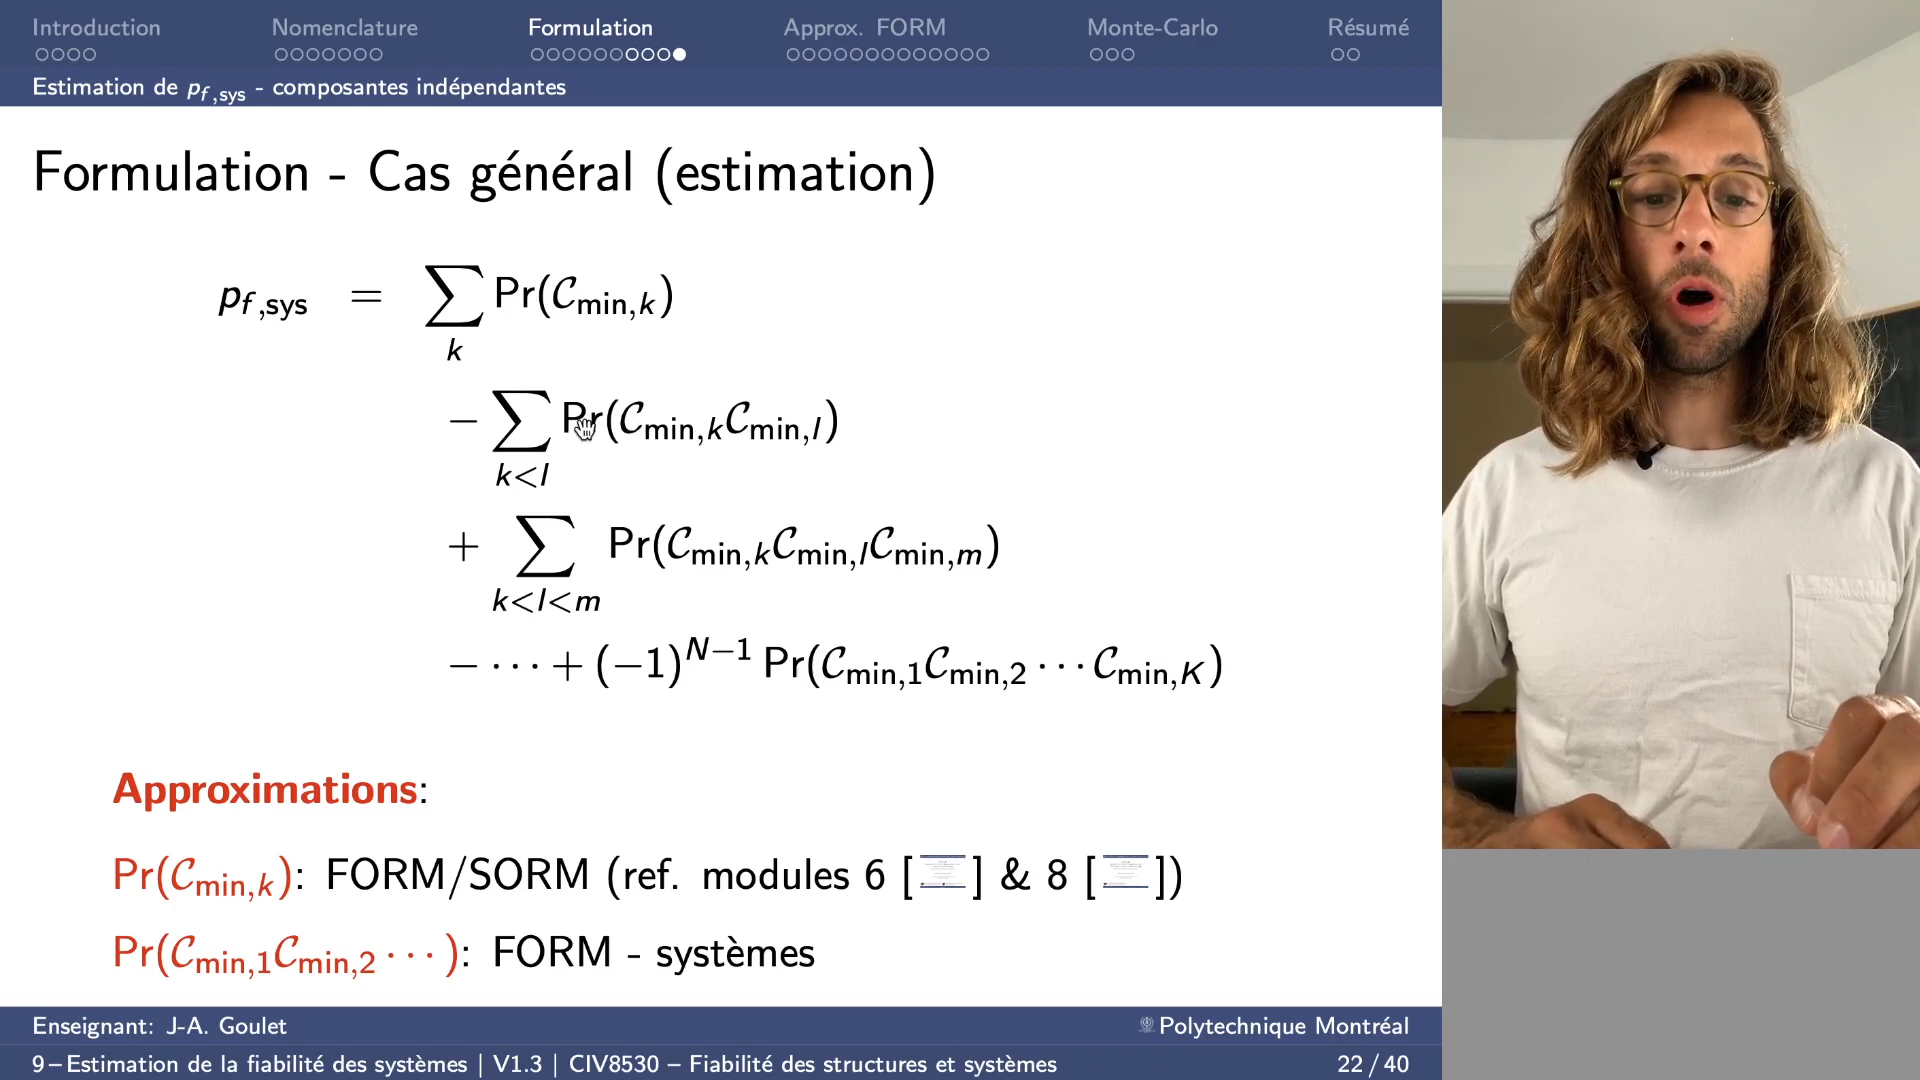 Introduction Nomenclature Formulation Approx. FORM Monte-Carlo Résumé
Estimation de p_{f,sys} - composantes indépendantes
Formulation - Cas général (estimation)
p_{f,sys} = ∑_{k} Pr(𝒞_{min,k})
− ∑_{k<l} Pr(𝒞_{min,k}𝒞_{min,l})
+ ∑_{k<l<m} Pr(𝒞_{min,k}𝒞_{min,l}𝒞_{min,m})
− ⋯ + (−1)^{N−1} Pr(𝒞_{min,1}𝒞_{min,2} ⋯ 𝒞_{min,K})
Approximations:
Pr(𝒞_{min,k}): FORM/SORM (ref. modules 6 [ ] & 8 [ ])
Pr(𝒞_{min,1}𝒞_{min,2} ⋯ ): FORM - systèmes
Enseignant: J-A. Goulet Polytechnique Montréal
9 – Estimation de la fiabilité des systèmes | V1.3 | CIV8530 – Fiabilité des structures et systèmes 22 / 40